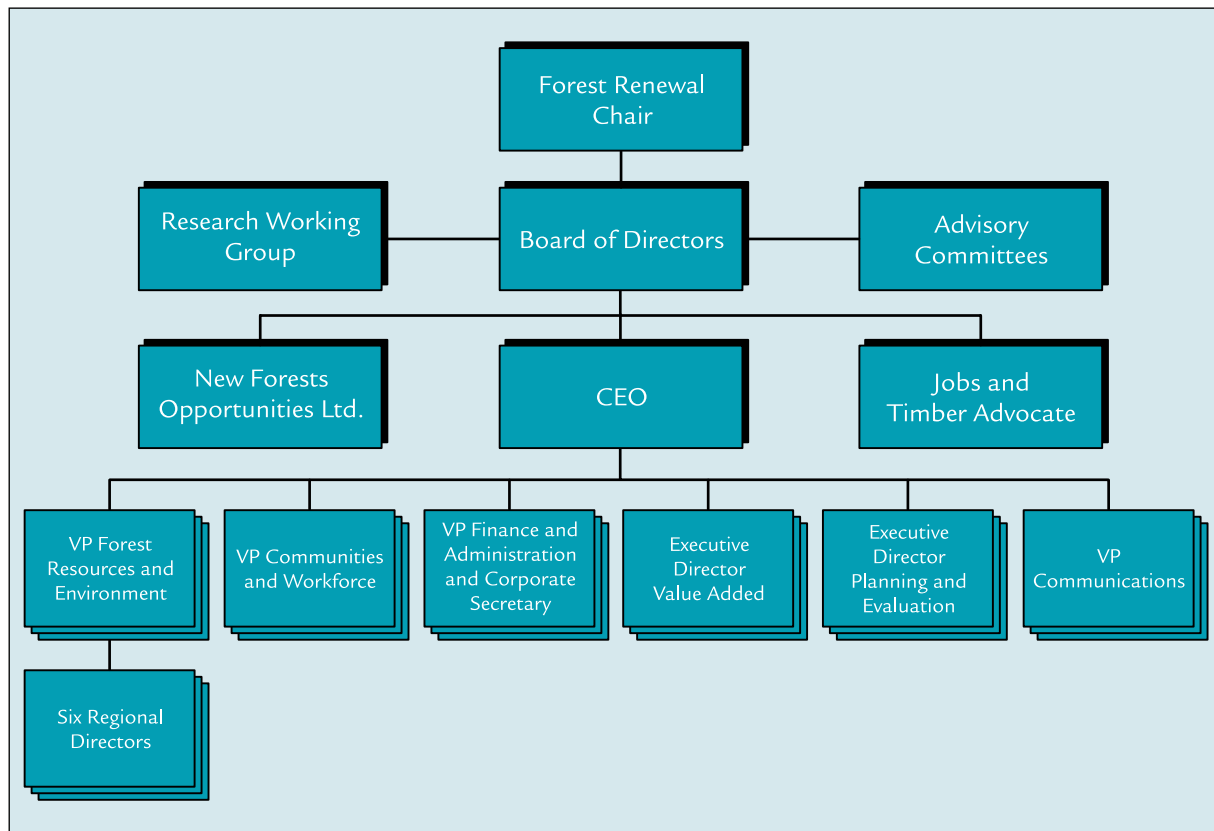 Forest Renewal
Chair
Research Working
Group
Board of Directors
Advisory
Committees
New Forests
Opportunities Ltd.
CEO
Jobs and
Timber Advocate
VP Forest
Resources and
Environment
VP Communities
and Workforce
VP Finance and
Administration
and Corporate
Secretary
Executive
Director
Value Added
Executive
Director
Planning and
Evaluation
VP
Communications
Six Regional
Directors